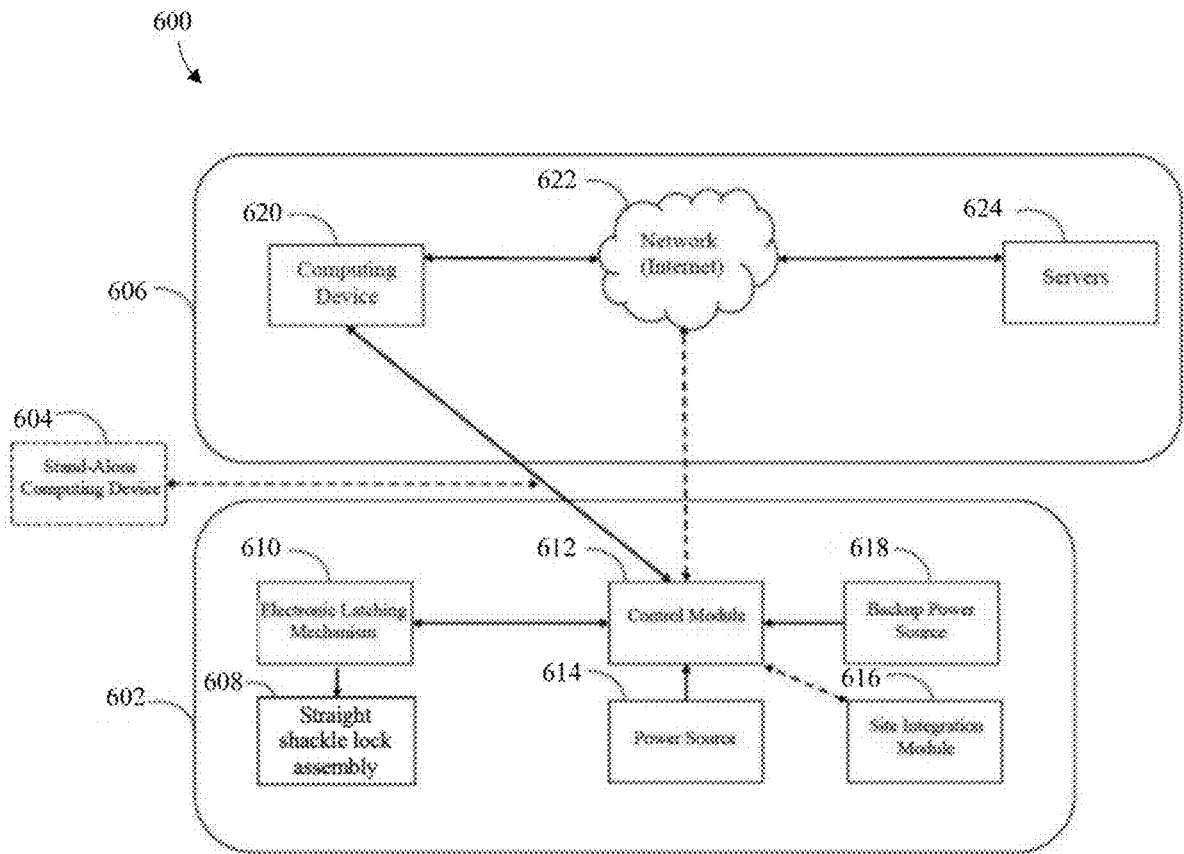 600
622
620
624
Network
(Internet)
Computing
Device
Servers
606
604
Stand-Alone
Computing Device
610
612
618
Electronic Latching
Mechanism
Control Module
Backup Power
Source
608
614
616
602
Straight
shackle lock
assembly
Power Source
Site Integration
Module